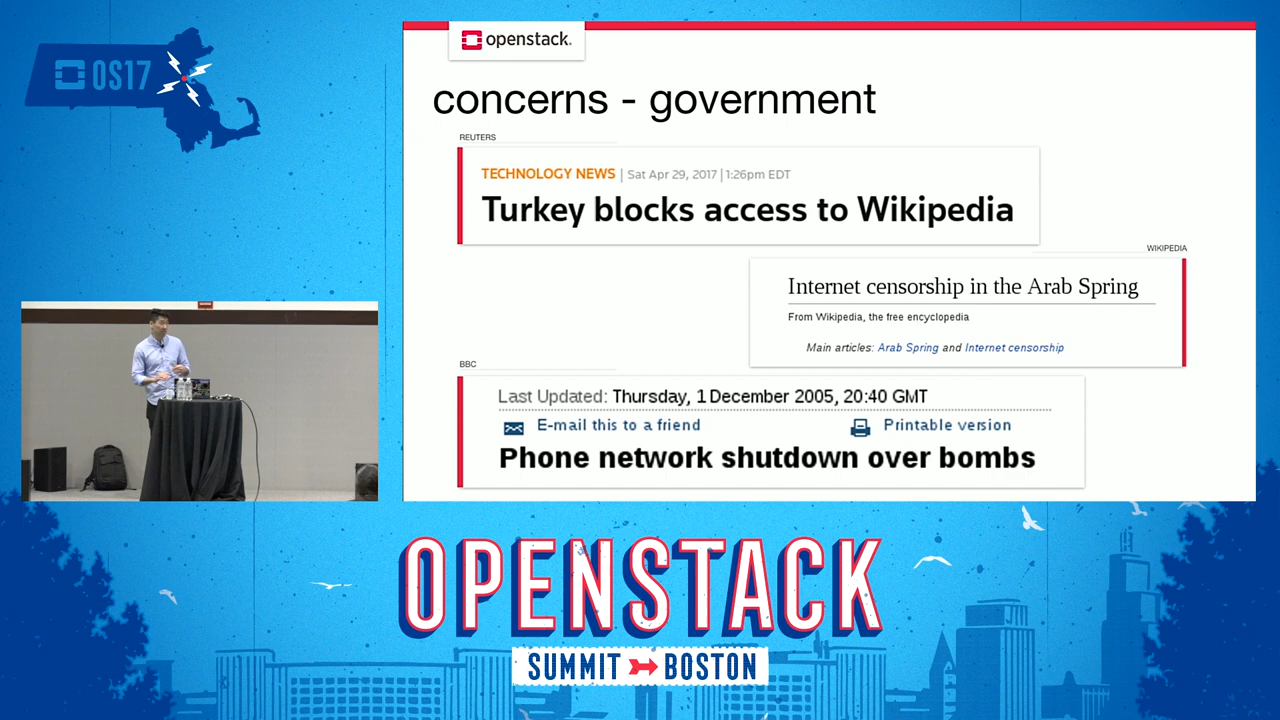 OS17
openstack.
concerns - government
REUTERS
TECHNOLOGY NEWS | Sat Apr 29, 2017 | 1:26pm EDT
Turkey blocks access to Wikipedia
WIKIPEDIA
Internet censorship in the Arab Spring
From Wikipedia, the free encyclopedia
Main articles: Arab Spring and Internet censorship
BBC
Last Updated: Thursday, 1 December 2005, 20:40 GMT
E-mail this to a friend
Printable version
Phone network shutdown over bombs
OPENSTACK
SUMMIT BOSTON